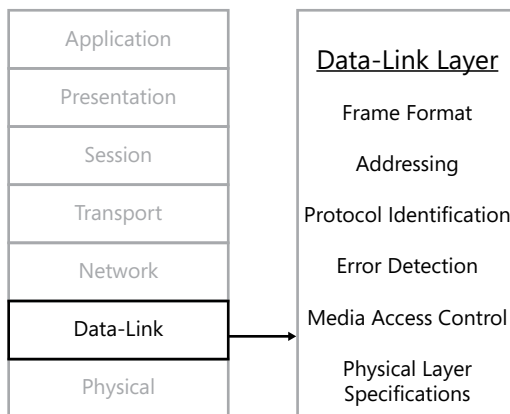 Application
Presentation
Session
Transport
Network
Data-Link
Physical
Data-Link Layer
Frame Format
Addressing
Protocol Identification
Error Detection
Media Access Control
Physical Layer
Specifications